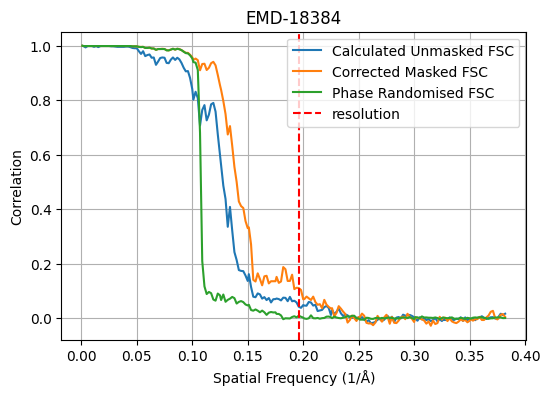 EMD-18384
1.0
0.8
0.6
0.4
0.2
0.0
Correlation
Calculated Unmasked FSC
Corrected Masked FSC
Phase Randomised FSC
resolution
0.00 0.05 0.10 0.15 0.20 0.25 0.30 0.35 0.40
Spatial Frequency (1/Å)